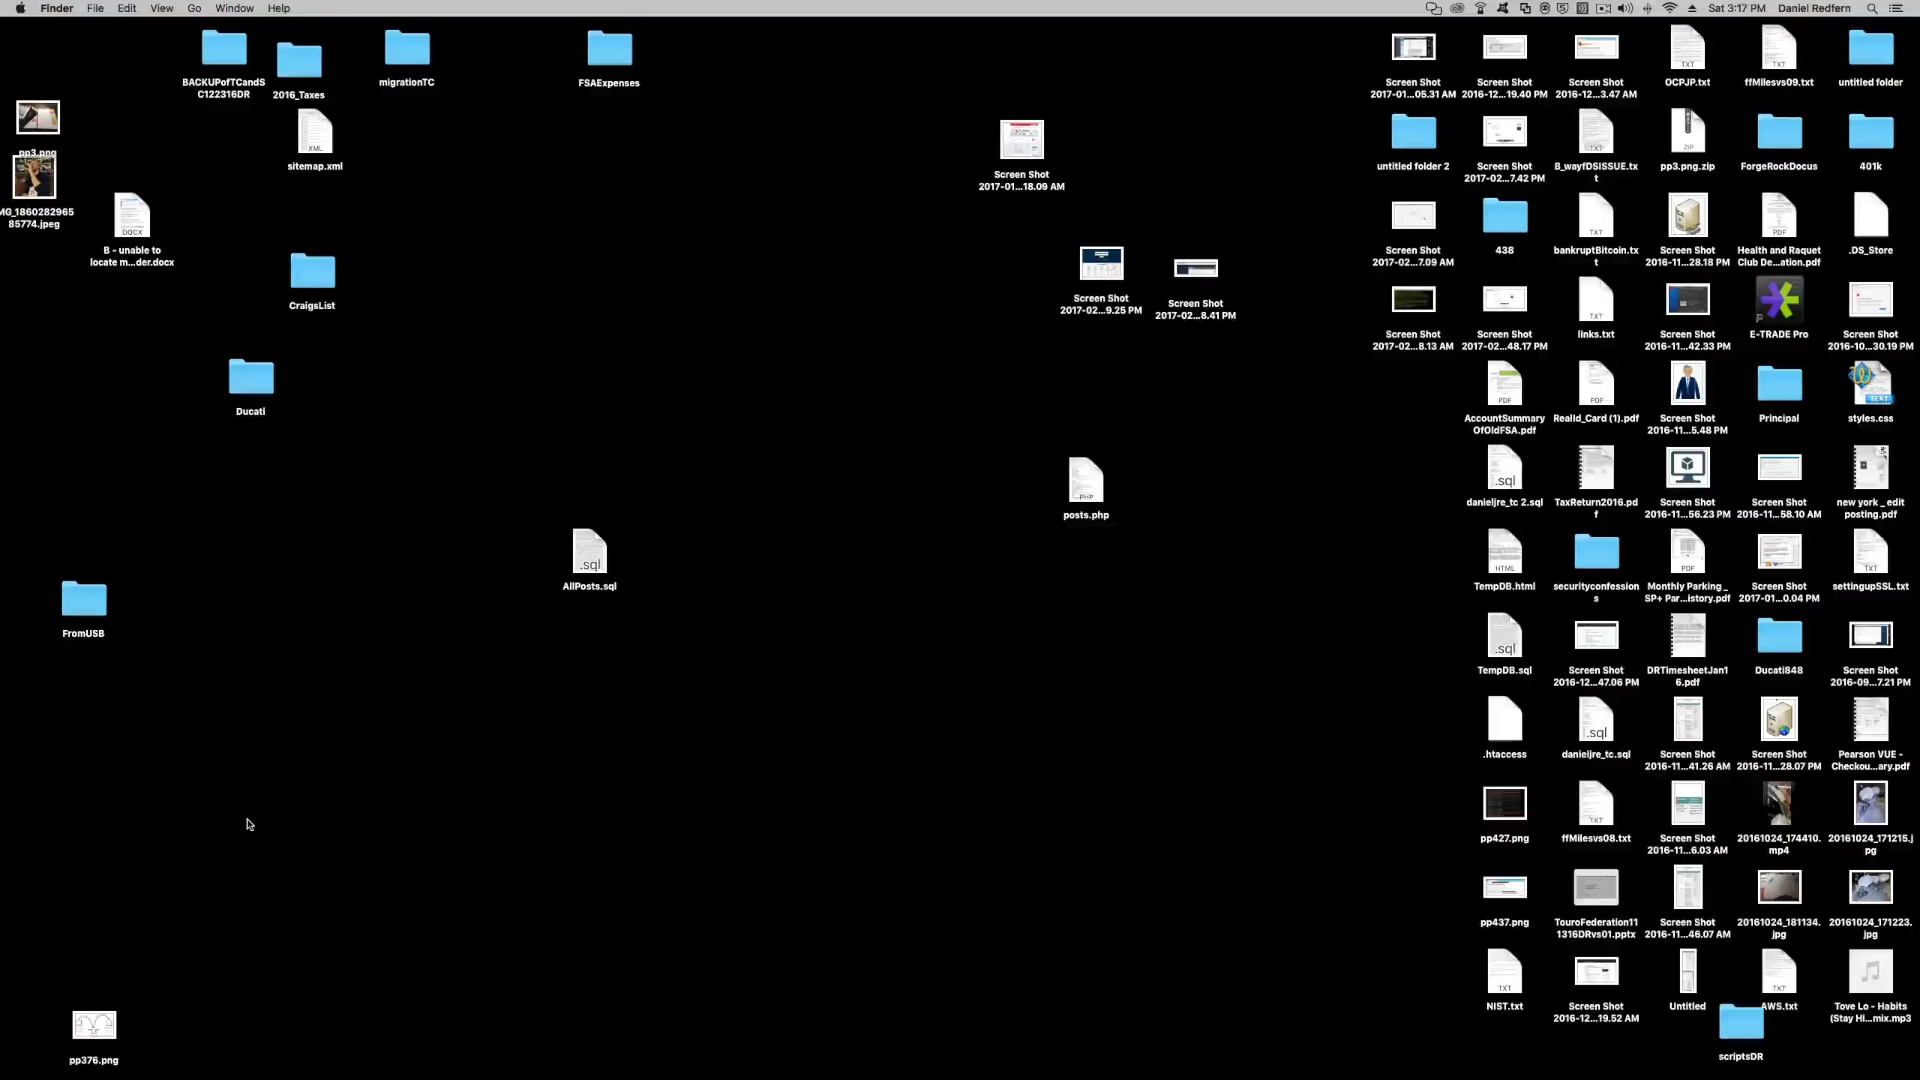 Finder File Edit View Go Window Help
Sat 3:17 PM Daniel Redfern
BACKUPofTCandS
C122316DR
2016_Taxes
migrationTC
FSAExpenses
pp3.png
sitemap.xml
MG_1860282965
85774.jpeg
DOCX
B - unable to
locate m...der.docx
CraigsList
Ducati
FromUSB
pp376.png
.sql
AllPosts.sql
Screen Shot
2017-01...18.09 AM
Screen Shot
2017-02...9.25 PM
Screen Shot
2017-02...8.41 PM
PHP
posts.php
Screen Shot
2017-01...05.31 AM
Screen Shot
2016-12...19.40 PM
Screen Shot
2016-12...3.47 AM
OCPJP.txt
ffMilesvs09.txt
untitled folder
untitled folder 2
Screen Shot
2017-02...7.42 PM
B_wayfDSISSUE.tx
t
pp3.png.zip
ForgeRockDocus
401k
Screen Shot
2017-02...7.09 AM
438
bankruptBitcoin.tx
t
Screen Shot
2016-11...28.18 PM
Health and Raquet
Club De...ation.pdf
.DS_Store
Screen Shot
2017-02...8.13 AM
Screen Shot
2017-02...48.17 PM
links.txt
Screen Shot
2016-11...42.33 PM
E-TRADE Pro
Screen Shot
2016-10...30.19 PM
AccountSummary
OfOldFSA.pdf
RealId_Card (1).pdf
Screen Shot
2016-11...5.48 PM
Principal
styles.css
danieljre_tc 2.sql
TaxReturn2016.pd
f
Screen Shot
2016-11...56.23 PM
Screen Shot
2016-11...58.10 AM
new york _ edit
posting.pdf
TempDB.html
securityconfession
s
Monthly Parking _
SP+ Par...istory.pdf
Screen Shot
2017-01...0.04 PM
settingupSSL.txt
TempDB.sql
Screen Shot
2016-12...47.06 PM
DRTimesheetJan1
6.pdf
Ducati848
Screen Shot
2016-09...7.21 PM
.htaccess
danieljre_tc.sql
Screen Shot
2016-11...41.26 AM
Screen Shot
2016-11...28.07 PM
Pearson VUE -
Checkou...ary.pdf
pp427.png
ffMilesvs08.txt
Screen Shot
2016-11...6.03 AM
20161024_174410.
mp4
20161024_171215.j
pg
pp437.png
TouroFederation11
1316DRvs01.pptx
Screen Shot
2016-11...46.07 AM
20161024_181134.
jpg
20161024_171223.
jpg
NIST.txt
Screen Shot
2016-12...19.52 AM
Untitled
AWS.txt
Tove Lo - Habits
(Stay Hi...mix.mp3
scriptsDR